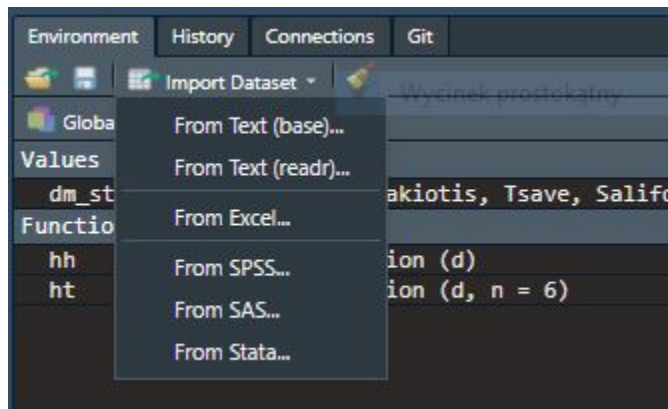 Environment History Connections Git
Import Dataset Wycinek prostokątny
Globa
From Text (base)...
From Text (readr)...
Values
dm_st akiotis, Tsave, Salifo
From Excel...
Functio
hh ion (d)
From SPSS...
ht ion (d, n = 6)
From SAS...
From Stata...